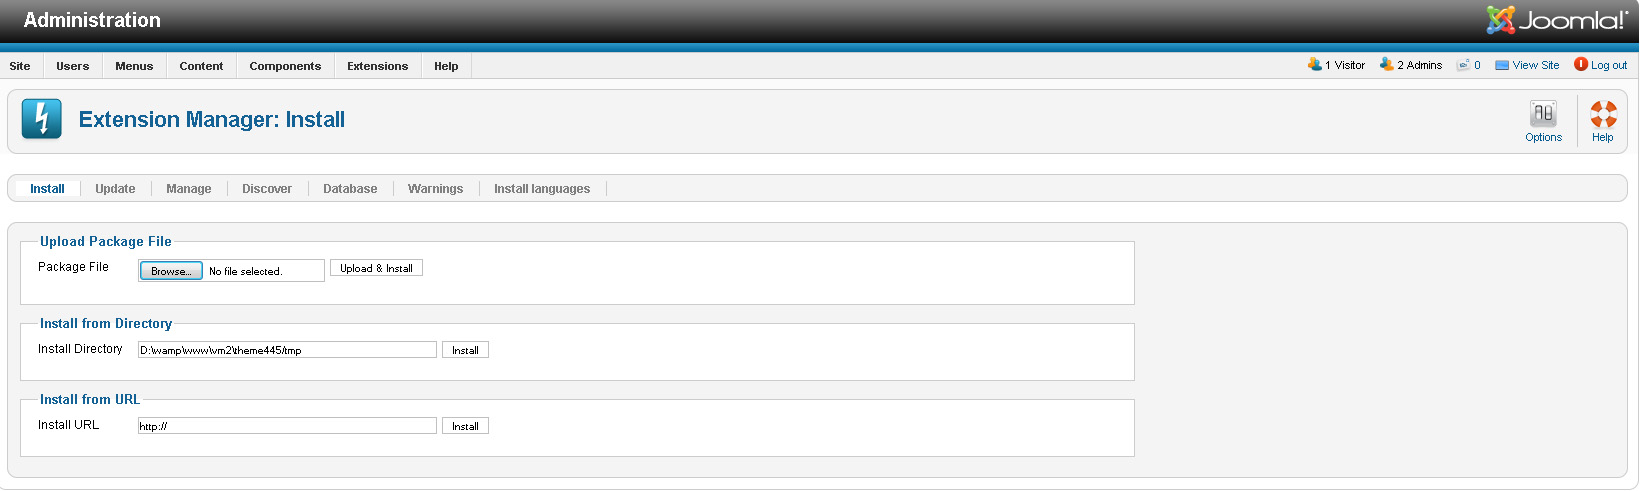 Administration Joomla!
Site Users Menus Content Components Extensions Help 1 Visitor 2 Admins 0 View Site Log out
Extension Manager: Install
Options Help
Install Update Manage Discover Database Warnings Install languages
Upload Package File
Package File Browse... No file selected. Upload & Install
Install from Directory
Install Directory D:\wamp\www\vm2\theme445/tmp Install
Install from URL
Install URL http:// Install